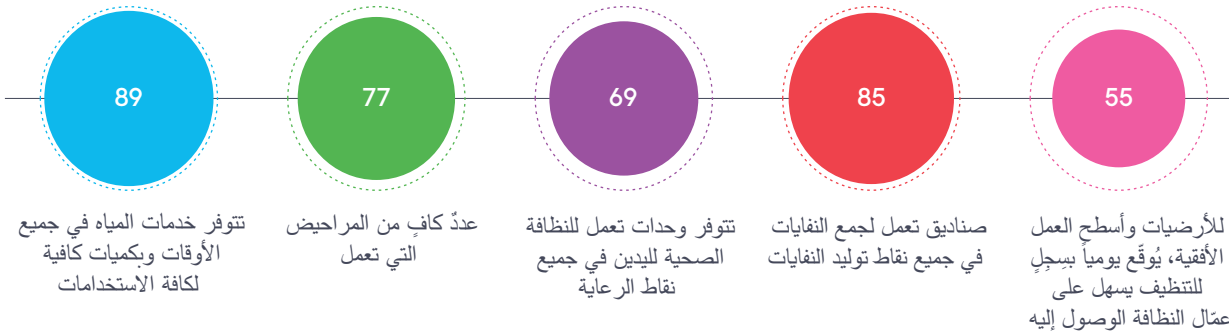 89
77
69
85
55
تتوفر خدمات المياه في جميع
الأوقات وبكميات كافية
لكافة الاستخدامات
عددٌ كافٍ من المراحيض
التي تعمل
تتوفر وحدات تعمل للنظافة
الصحية لليدين في جميع
نقاط الرعاية
صناديق تعمل لجمع النفايات
في جميع نقاط توليد النفايات
للأرضيات وأسطح العمل
الأفقية، يُوقّع يومياً بسِجِلٍ
للتنظيف يسهل على
عمّال النظافة الوصول إليه